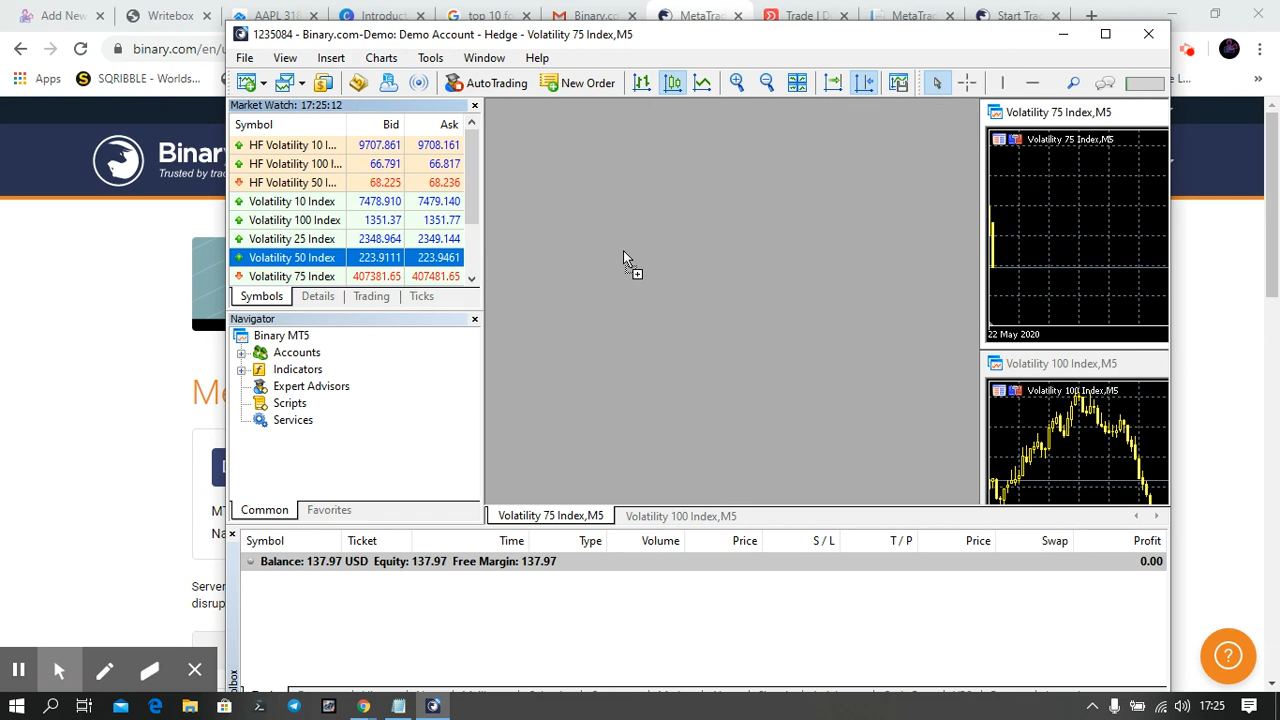 Add New
Writebox
AAPL 318
Introduct
top 10 fo
Binary.co
MetaTrac
Trade | D
MetaTrac
Start Trac
binary.com/en/u
Apps
SQRIBBLE - Worlds...
1235084 - Binary.com-Demo: Demo Account - Hedge - Volatility 75 Index,M5
File View Insert Charts Tools Window Help
AutoTrading New Order
Market Watch: 17:25:12
Symbol Bid Ask
HF Volatility 10 I... 9707.861 9708.161
HF Volatility 100 I... 66.791 66.817
HF Volatility 50 I... 68.225 68.236
Volatility 10 Index 7478.910 7479.140
Volatility 100 Index 1351.37 1351.77
Volatility 25 Index 2348.964 2349.144
Volatility 50 Index 223.9111 223.9461
Volatility 75 Index 407381.65 407481.65
Symbols Details Trading Ticks
Navigator
Binary MT5
Accounts
Indicators
Expert Advisors
Scripts
Services
Common Favorites
Volatility 75 Index,M5
Volatility 75 Index,M5
22 May 2020
Volatility 100 Index,M5
Volatility 100 Index,M5
Volatility 75 Index,M5 Volatility 100 Index,M5
Symbol Ticket Time Type Volume Price S / L T / P Price Swap Profit
Balance: 137.97 USD Equity: 137.97 Free Margin: 137.97 0.00
Binar
Trusted by tra
Me
MT
Na
Server
disrup
17:25